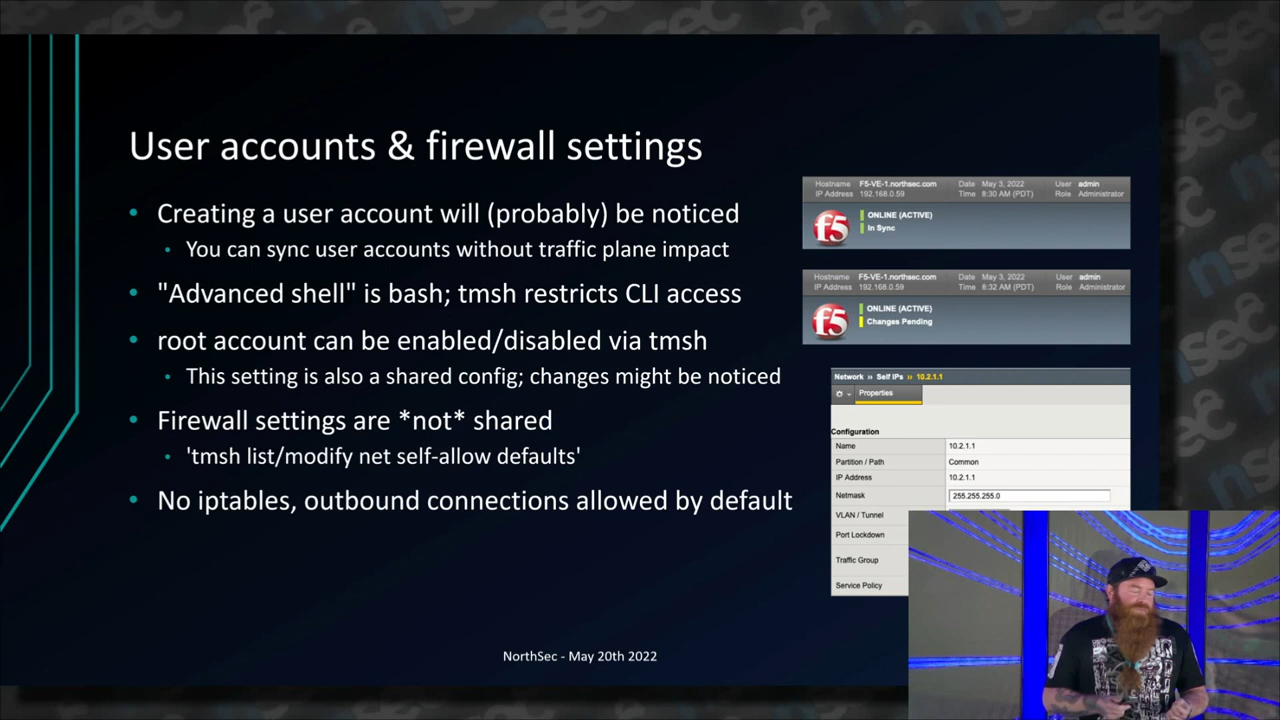 User accounts & firewall settings
• Creating a user account will (probably) be noticed
• You can sync user accounts without traffic plane impact
• "Advanced shell" is bash; tmsh restricts CLI access
• root account can be enabled/disabled via tmsh
• This setting is also a shared config; changes might be noticed
• Firewall settings are *not* shared
• 'tmsh list/modify net self-allow defaults'
• No iptables, outbound connections allowed by default
Hostname F5-VE-1.northsec.com Date May 3, 2022 User admin
IP Address 192.168.0.59 Time 8:30 AM (PDT) Role Administrator
f5
ONLINE (ACTIVE)
In Sync
Hostname F5-VE-1.northsec.com Date May 3, 2022 User admin
IP Address 192.168.0.59 Time 8:32 AM (PDT) Role Administrator
f5
ONLINE (ACTIVE)
Changes Pending
Network » Self IPs » 10.2.1.1
Properties
Configuration
Name 10.2.1.1
Partition / Path Common
IP Address 10.2.1.1
Netmask 255.255.255.0
VLAN / Tunnel
Port Lockdown
Traffic Group
Service Policy
NorthSec - May 20th 2022
nsec